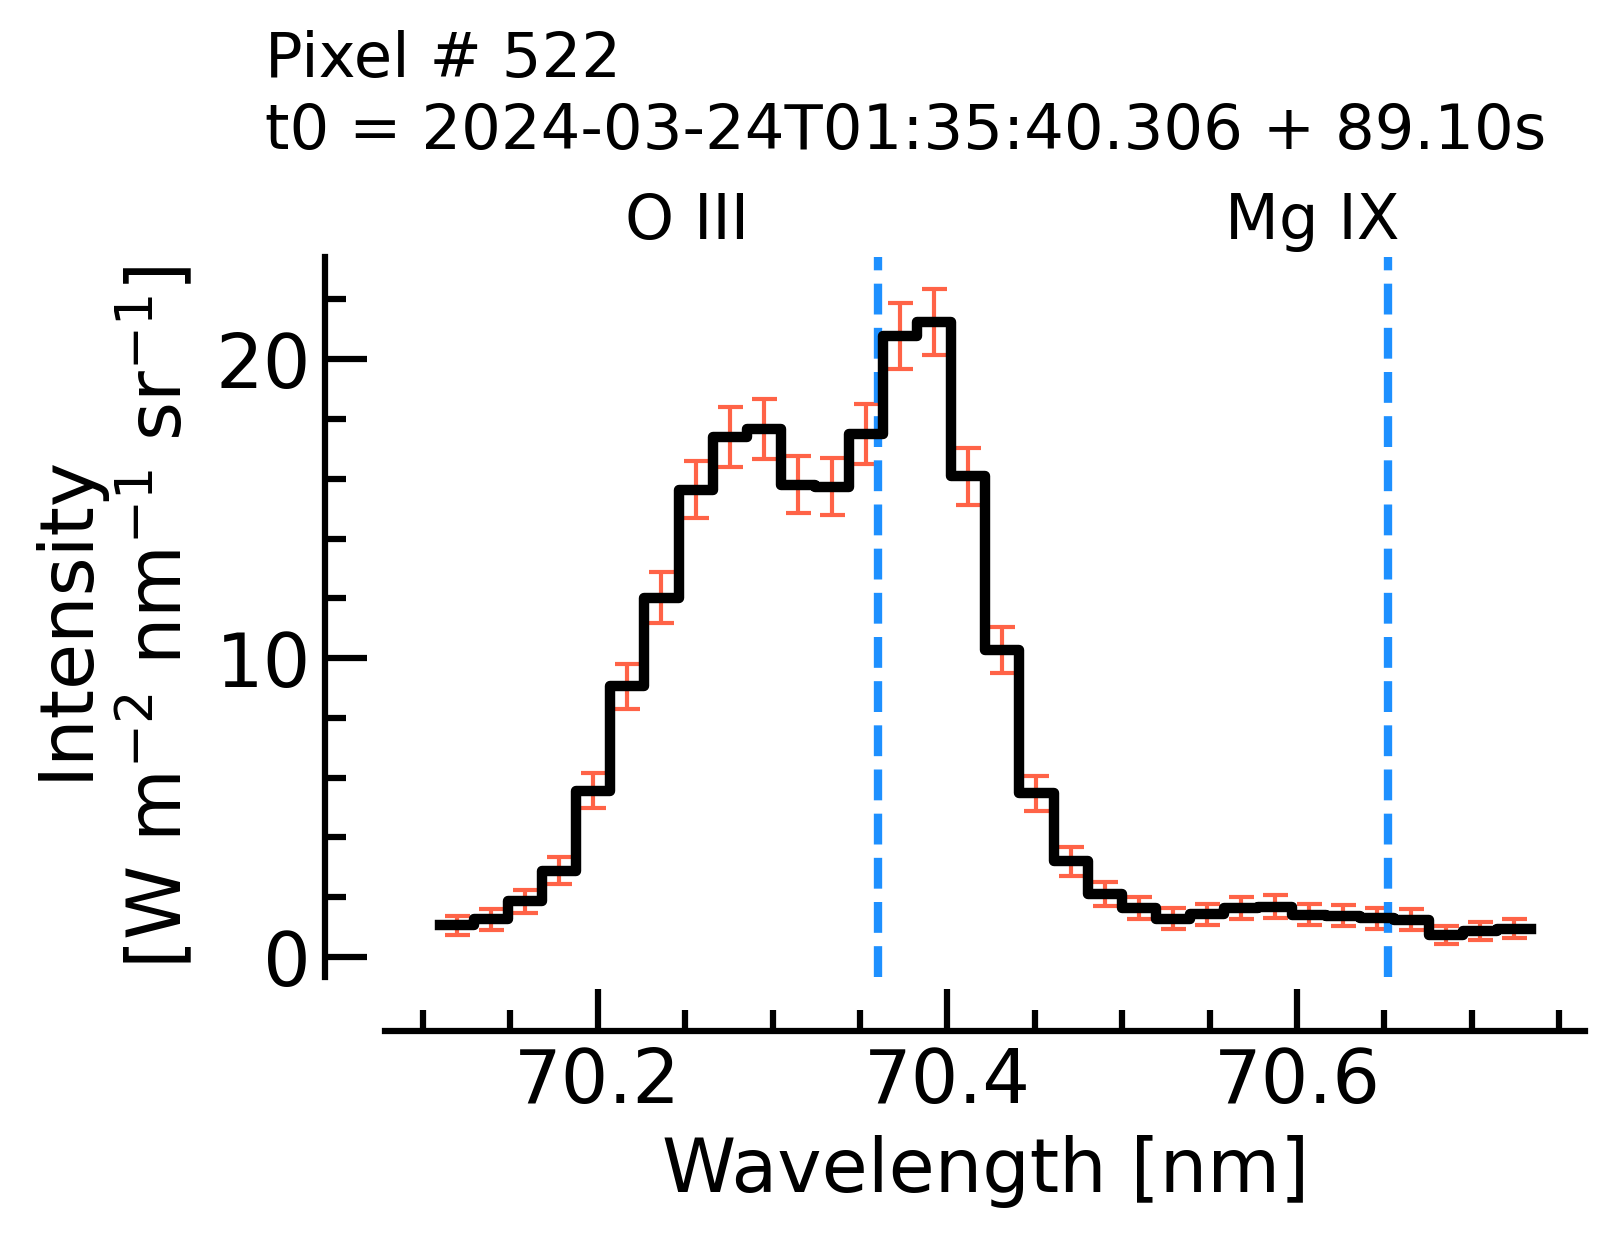 Pixel # 522
t0 = 2024-03-24T01:35:40.306 + 89.10s
O III
Mg IX
Intensity
[W m⁻² nm⁻¹ sr⁻¹]
20
10
0
70.2
70.4
70.6
Wavelength [nm]